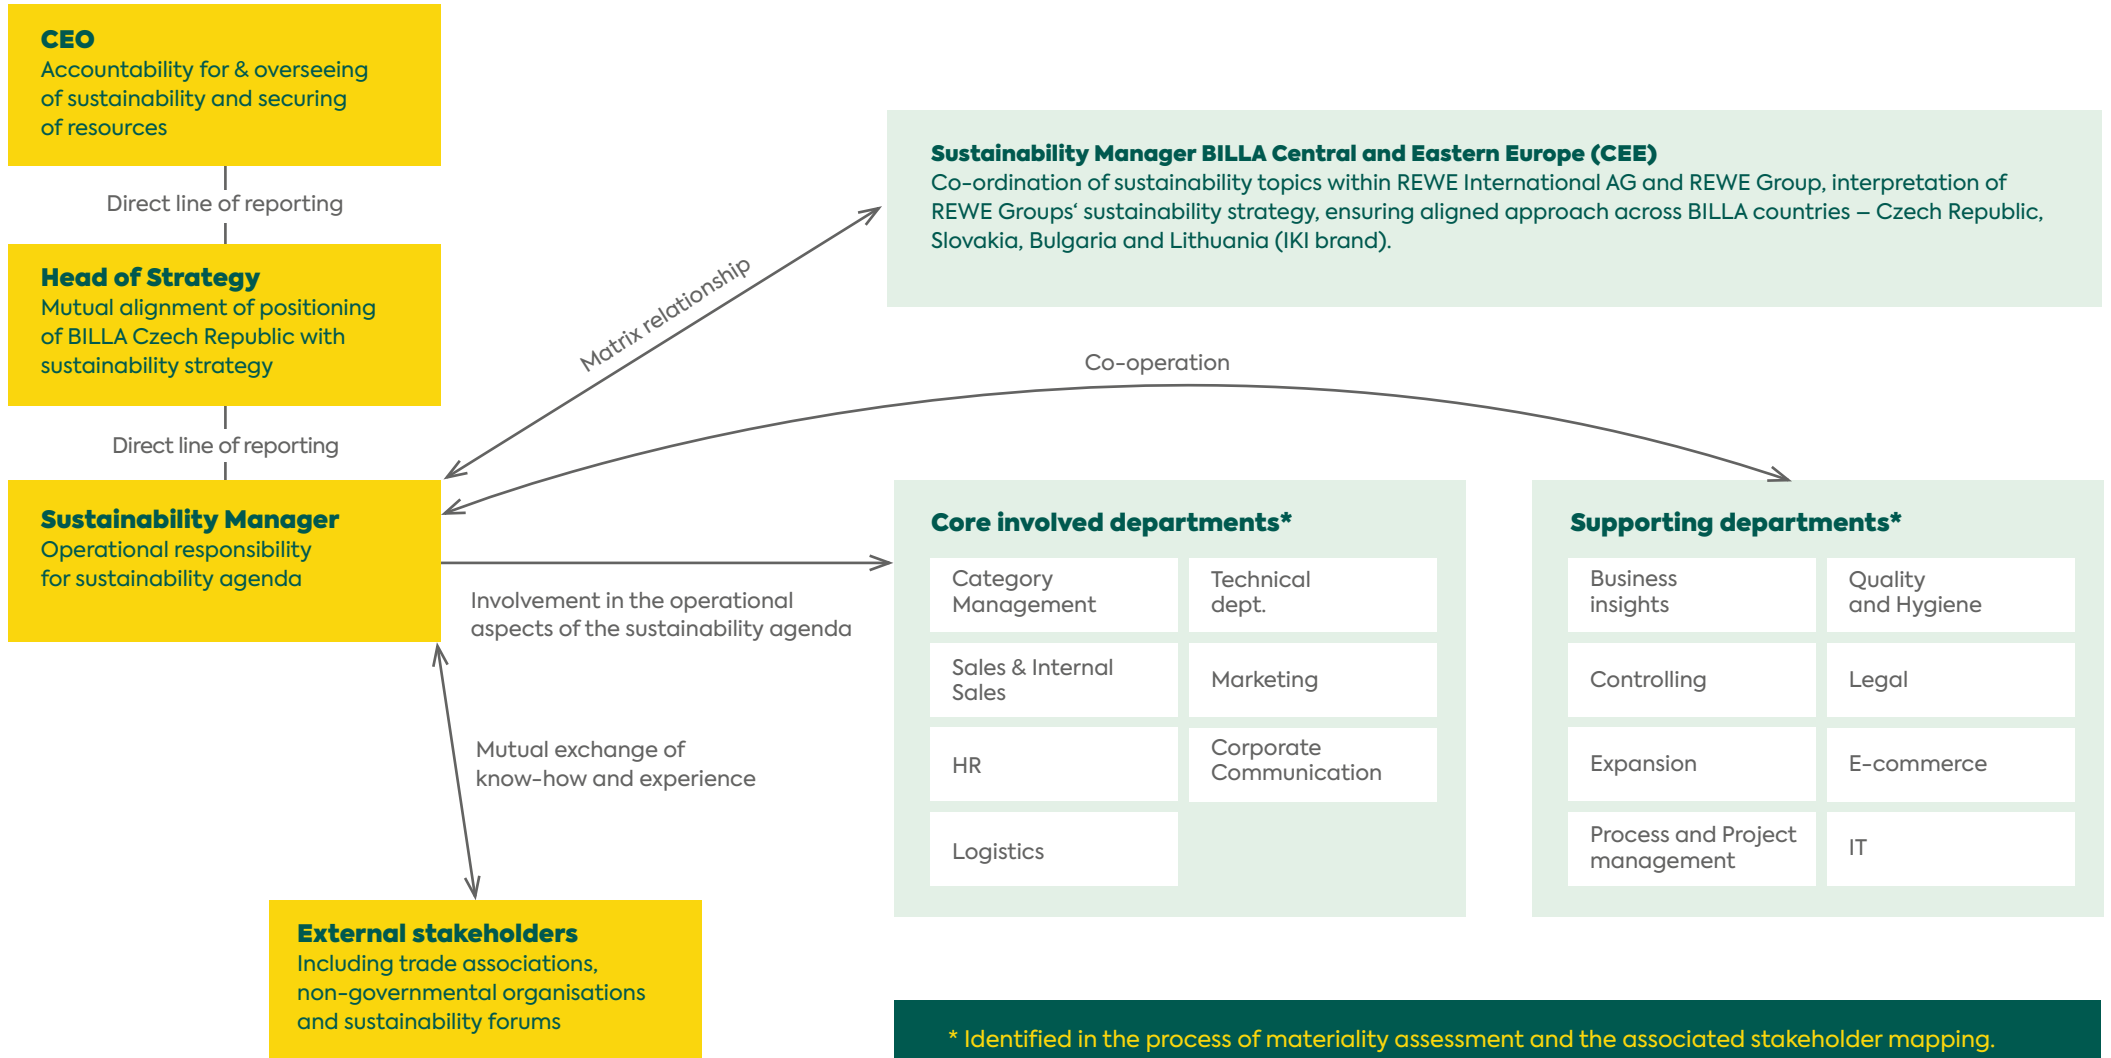 CEO
Accountability for & overseeing
of sustainability and securing
of resources
Direct line of reporting
Head of Strategy
Mutual alignment of positioning
of BILLA Czech Republic with
sustainability strategy
Direct line of reporting
Sustainability Manager
Operational responsibility
for sustainability agenda
Matrix relationship
Sustainability Manager BILLA Central and Eastern Europe (CEE)
Co-ordination of sustainability topics within REWE International AG and REWE Group, interpretation of
REWE Groups‘ sustainability strategy, ensuring aligned approach across BILLA countries – Czech Republic,
Slovakia, Bulgaria and Lithuania (IKI brand).
Co-operation
Involvement in the operational
aspects of the sustainability agenda
Mutual exchange of
know-how and experience
External stakeholders
Including trade associations,
non-governmental organisations
and sustainability forums
Core involved departments*
Category
Management
Technical
dept.
Sales & Internal
Sales
Marketing
HR
Corporate
Communication
Logistics
Supporting departments*
Business
insights
Quality
and Hygiene
Controlling
Legal
Expansion
E-commerce
Process and Project
management
IT
* Identified in the process of materiality assessment and the associated stakeholder mapping.